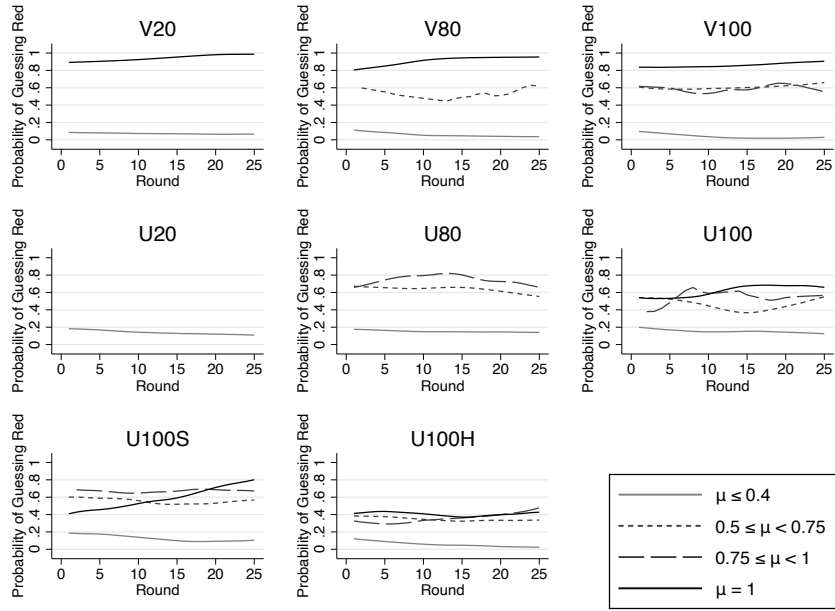 V20
Probability of Guessing Red
0 .2 .4 .6 .8 1
0 5 10 15 20 25
Round
V80
Probability of Guessing Red
0 .2 .4 .6 .8 1
0 5 10 15 20 25
Round
V100
Probability of Guessing Red
0 .2 .4 .6 .8 1
0 5 10 15 20 25
Round
U20
Probability of Guessing Red
0 .2 .4 .6 .8 1
0 5 10 15 20 25
Round
U80
Probability of Guessing Red
0 .2 .4 .6 .8 1
0 5 10 15 20 25
Round
U100
Probability of Guessing Red
0 .2 .4 .6 .8 1
0 5 10 15 20 25
Round
U100S
Probability of Guessing Red
0 .2 .4 .6 .8 1
0 5 10 15 20 25
Round
U100H
Probability of Guessing Red
0 .2 .4 .6 .8 1
0 5 10 15 20 25
Round
μ ≤ 0.4
0.5 ≤ μ < 0.75
0.75 ≤ μ < 1
μ = 1